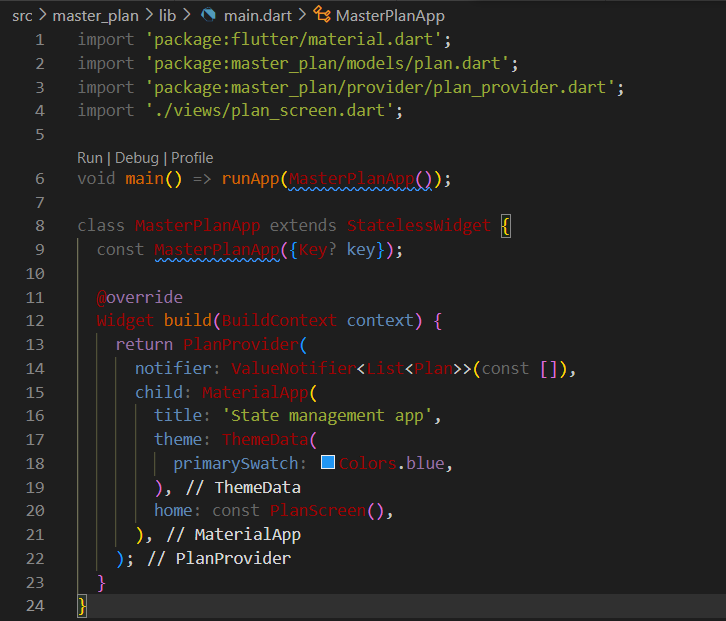 src > master_plan > lib > main.dart > MasterPlanApp
1 import 'package:flutter/material.dart';
2 import 'package:master_plan/models/plan.dart';
3 import 'package:master_plan/provider/plan_provider.dart';
4 import './views/plan_screen.dart';
5
Run | Debug | Profile
6 void main() => runApp(MasterPlanApp());
7
8 class MasterPlanApp extends StatelessWidget {
9   const MasterPlanApp({Key? key});
10
11   @override
12   Widget build(BuildContext context) {
13     return PlanProvider(
14       notifier: ValueNotifier<List<Plan>>(const []),
15       child: MaterialApp(
16         title: 'State management app',
17         theme: ThemeData(
18           primarySwatch: Colors.blue,
19         ), // ThemeData
20         home: const PlanScreen(),
21       ), // MaterialApp
22     ); // PlanProvider
23   }
24 }